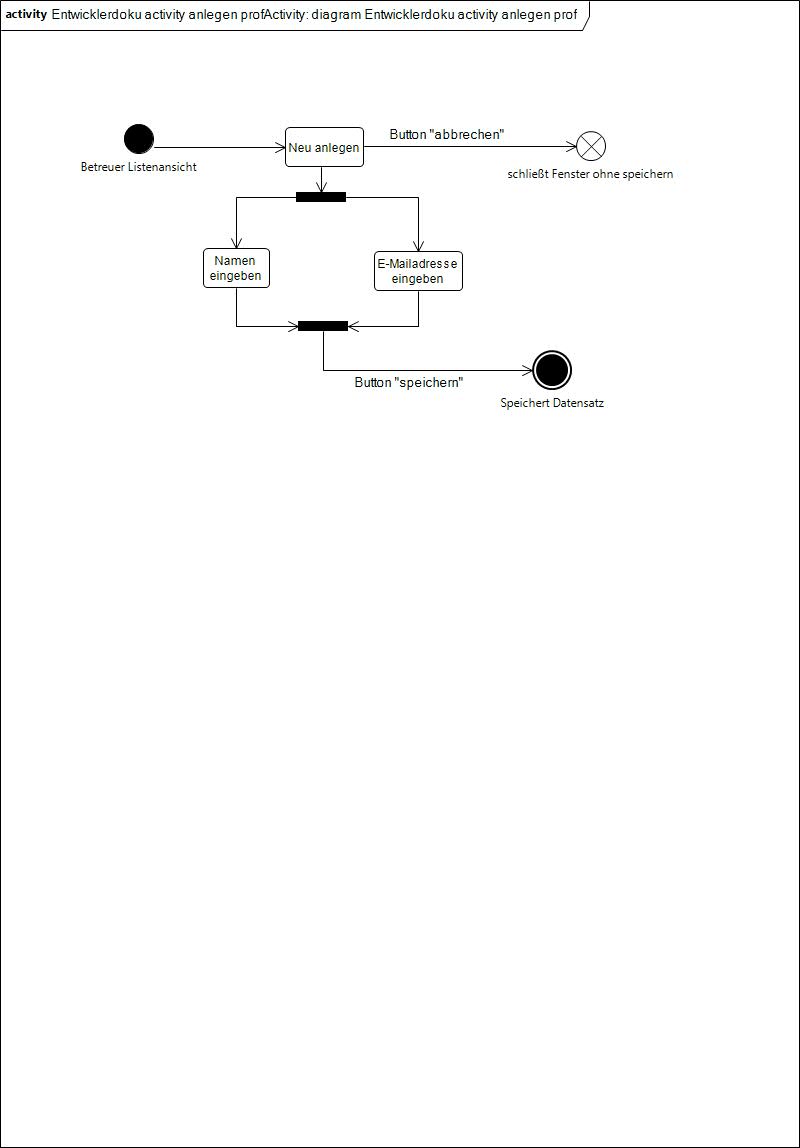 activity Entwicklerdoku activity anlegen profActivity: diagram Entwicklerdoku activity anlegen prof
Button "abbrechen"
Neu anlegen
Betreuer Listenansicht
schließt Fenster ohne speichern
Namen
eingeben
E-Mailadresse
eingeben
Button "speichern"
Speichert Datensatz